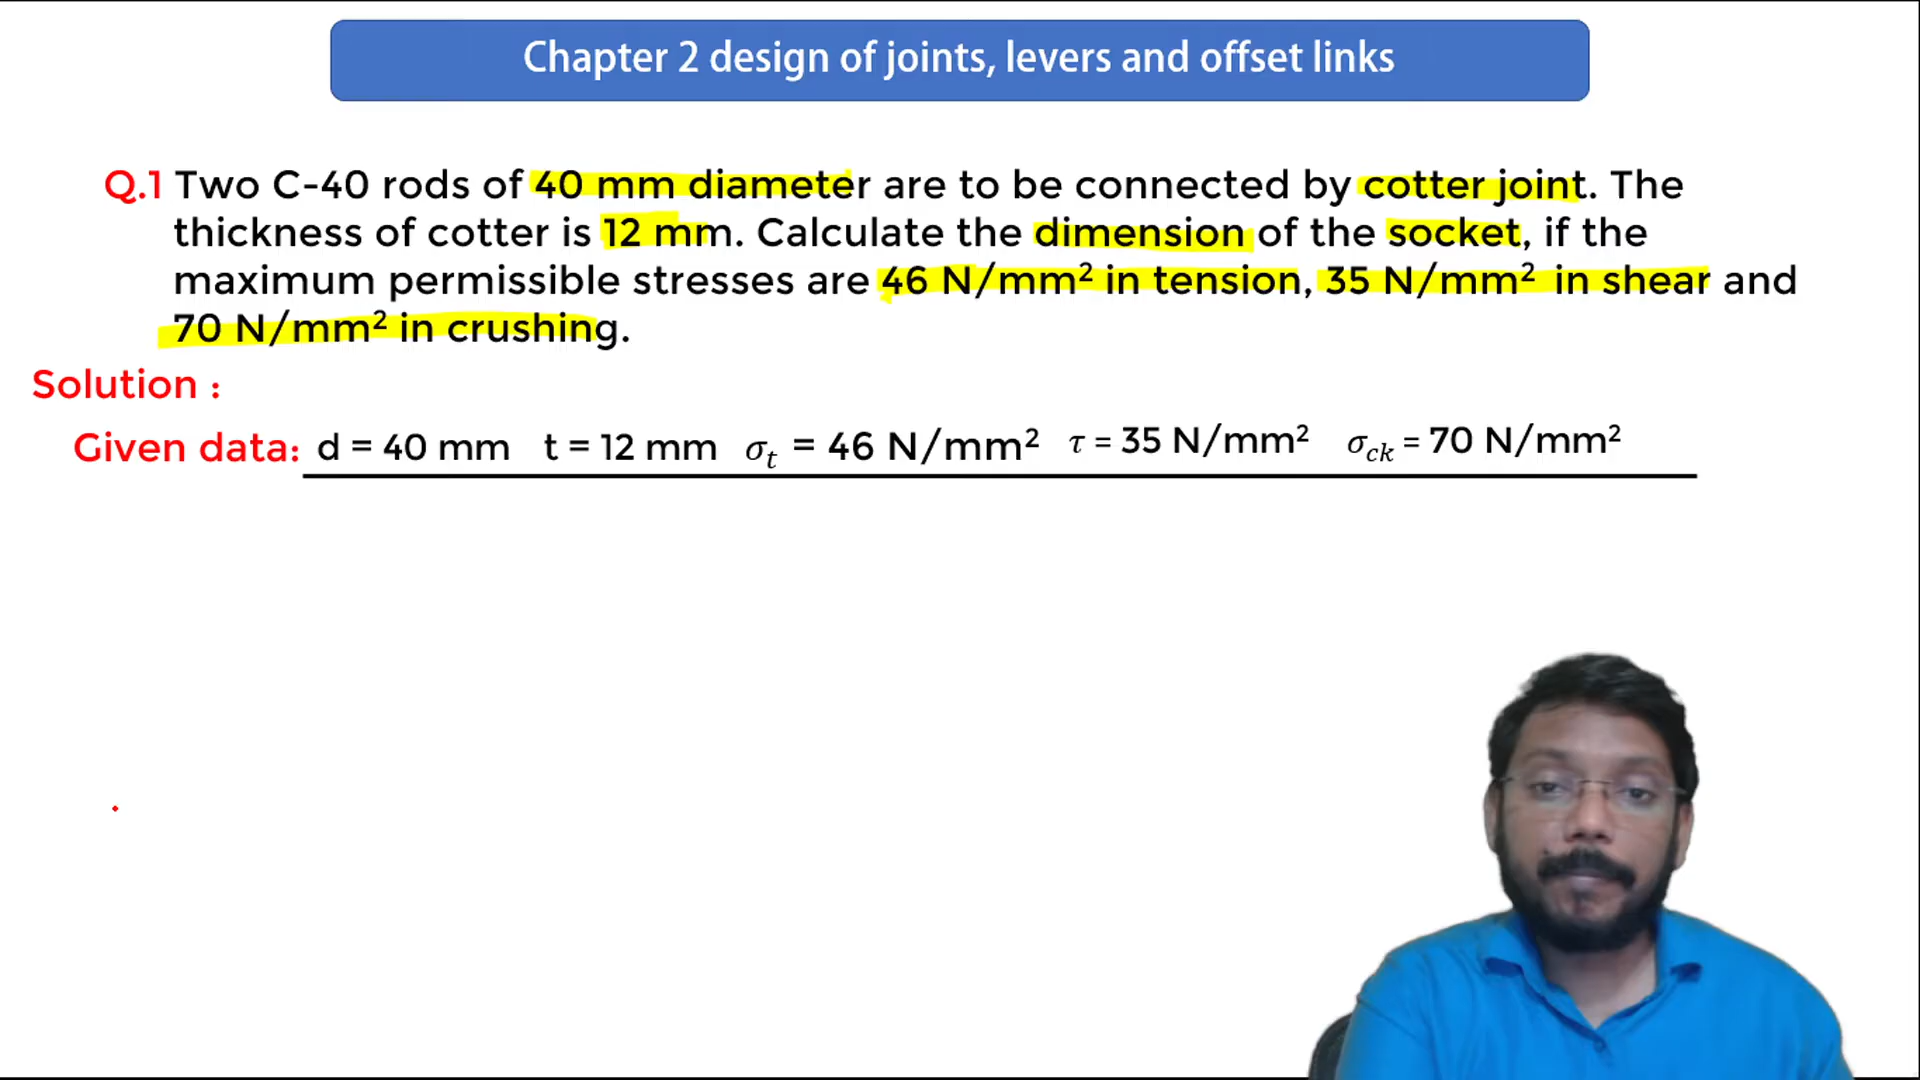 Chapter 2 design of joints, levers and offset links
Q.1 Two C-40 rods of 40 mm diameter are to be connected by cotter joint. The
thickness of cotter is 12 mm. Calculate the dimension of the socket, if the
maximum permissible stresses are 46 N/mm² in tension, 35 N/mm² in shear and
70 N/mm² in crushing.
Solution :
Given data: d = 40 mm t = 12 mm σₜ = 46 N/mm² τ = 35 N/mm² σ_ck = 70 N/mm²